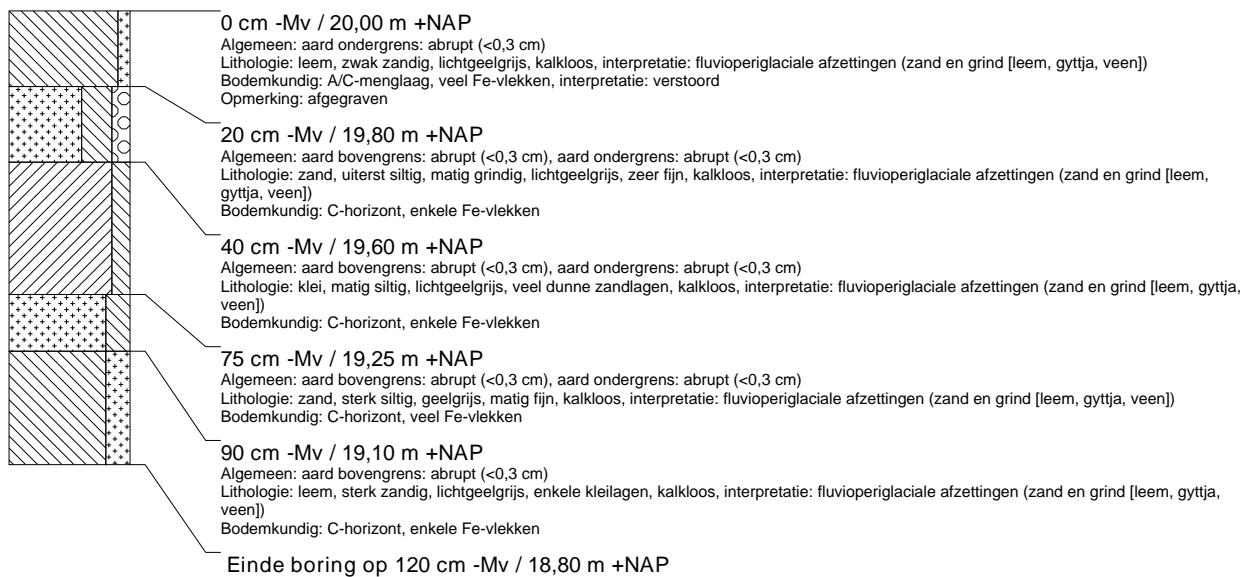 0 cm -Mv / 20,00 m +NAP
Algemeen: aard ondergrens: abrupt (<0,3 cm)
Lithologie: leem, zwak zandig, lichtgeelgrijs, kalkloos, interpretatie: fluvioperiglaciale afzettingen (zand en grind [leem, gyttja, veen])
Bodemkundig: A/C-menglaag, veel Fe-vlekken, interpretatie: verstoord
Opmerking: afgegraven
20 cm -Mv / 19,80 m +NAP
Algemeen: aard bovengrens: abrupt (<0,3 cm), aard ondergrens: abrupt (<0,3 cm)
Lithologie: zand, uiterst siltig, matig grindig, lichtgeelgrijs, zeer fijn, kalkloos, interpretatie: fluvioperiglaciale afzettingen (zand en grind [leem,
gyttja, veen])
Bodemkundig: C-horizont, enkele Fe-vlekken
40 cm -Mv / 19,60 m +NAP
Algemeen: aard bovengrens: abrupt (<0,3 cm), aard ondergrens: abrupt (<0,3 cm)
Lithologie: klei, matig siltig, lichtgeelgrijs, veel dunne zandlagen, kalkloos, interpretatie: fluvioperiglaciale afzettingen (zand en grind [leem, gyttja,
veen])
Bodemkundig: C-horizont, enkele Fe-vlekken
75 cm -Mv / 19,25 m +NAP
Algemeen: aard bovengrens: abrupt (<0,3 cm), aard ondergrens: abrupt (<0,3 cm)
Lithologie: zand, sterk siltig, geelgrijs, matig fijn, kalkloos, interpretatie: fluvioperiglaciale afzettingen (zand en grind [leem, gyttja, veen])
Bodemkundig: C-horizont, veel Fe-vlekken
90 cm -Mv / 19,10 m +NAP
Algemeen: aard bovengrens: abrupt (<0,3 cm)
Lithologie: leem, sterk zandig, lichtgeelgrijs, enkele kleilagen, kalkloos, interpretatie: fluvioperiglaciale afzettingen (zand en grind [leem, gyttja,
veen])
Bodemkundig: C-horizont, enkele Fe-vlekken
Einde boring op 120 cm -Mv / 18,80 m +NAP